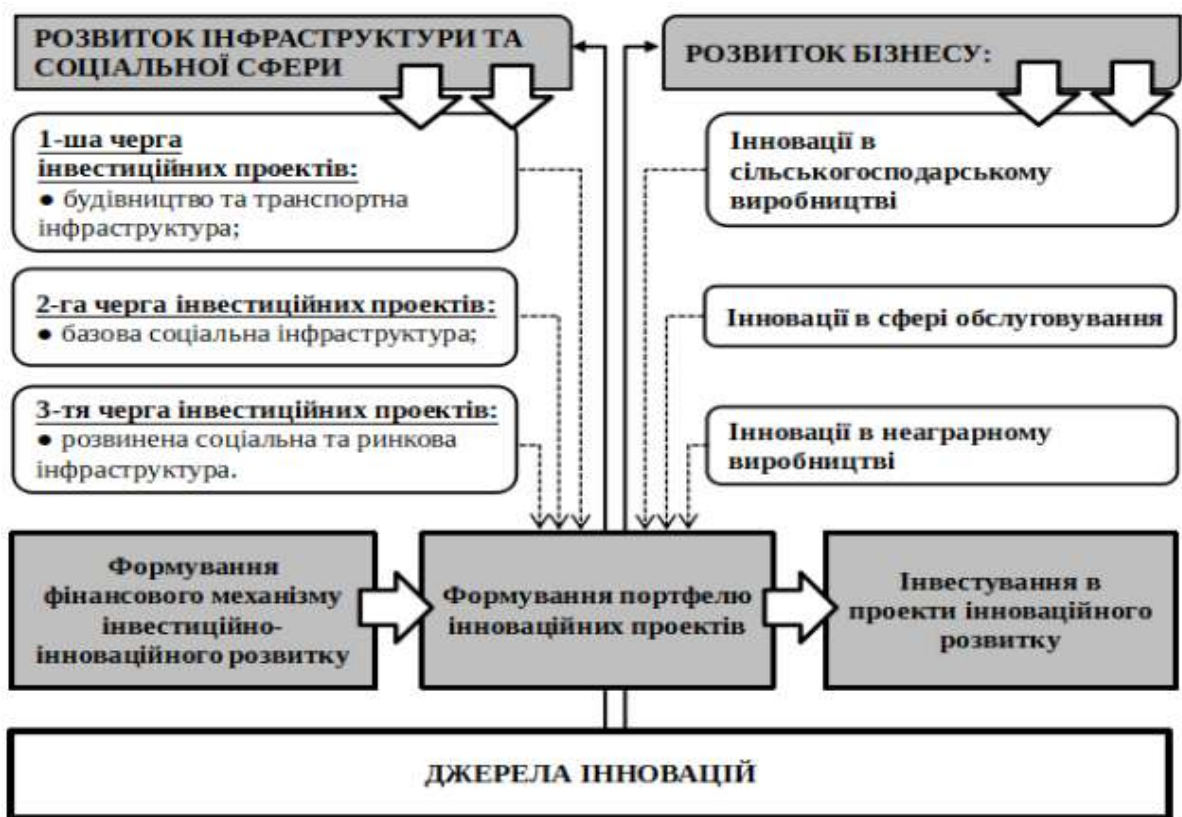 РОЗВИТОК ІНФРАСТРУКТУРИ ТА
СОЦІАЛЬНОЇ СФЕРИ
1-ша черга
інвестиційних проектів:
● будівництво та транспортна
інфраструктура;
2-га черга інвестиційних проектів:
● базова соціальна інфраструктура;
3-тя черга інвестиційних проектів:
● розвинена соціальна та ринкова
інфраструктура.
РОЗВИТОК БІЗНЕСУ:
Інновації в
сільськогосподарському
виробництві
Інновації в сфері обслуговування
Інновації в неаграрному
виробництві
Формування
фінансового механізму
інвестиційно-
інноваційного розвитку
Формування портфелю
інноваційних проектів
Інвестування в
проекти інноваційного
розвитку
ДЖЕРЕЛА ІННОВАЦІЙ